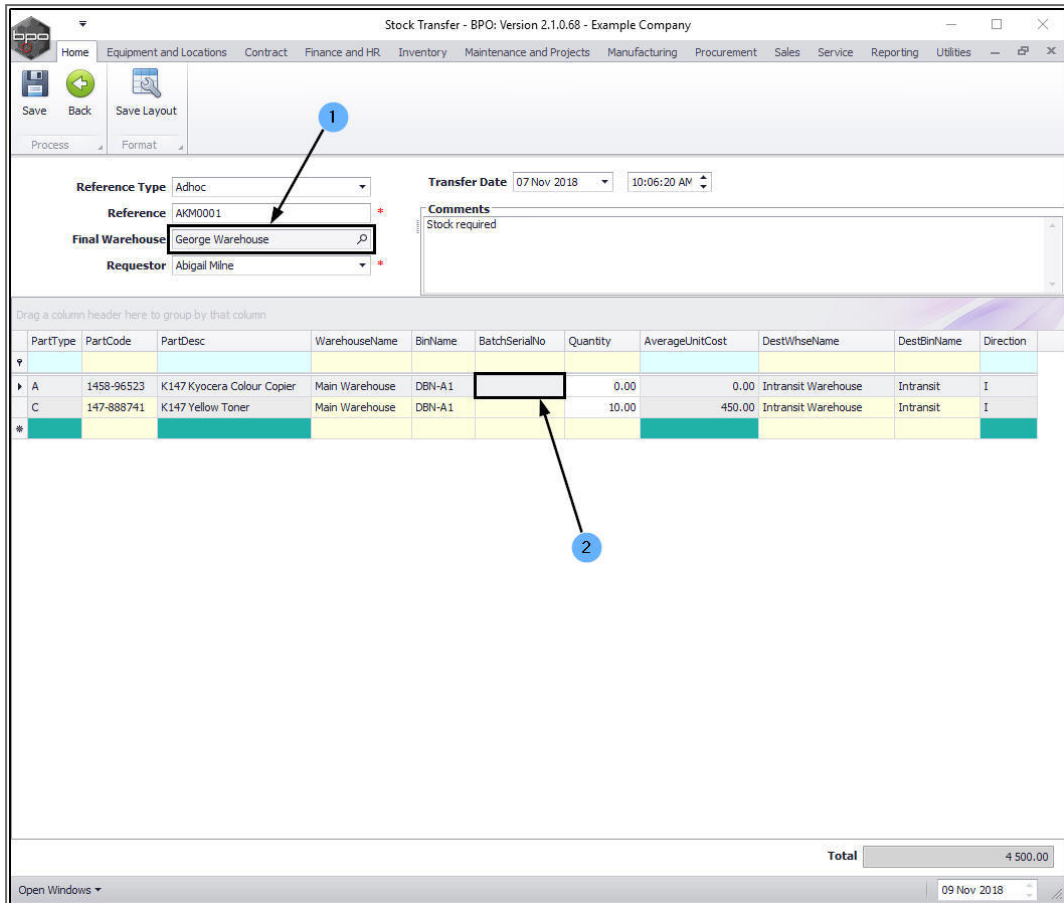 Stock Transfer - BPO: Version 2.1.0.68 - Example Company
bpo
Home Equipment and Locations Contract Finance and HR Inventory Maintenance and Projects Manufacturing Procurement Sales Service Reporting Utilities
Save Back Save Layout
Process Format
1
Reference Type Adhoc
Transfer Date 07 Nov 2018 10:06:20 AM
Reference AKM0001 *
Comments
Stock required
Final Warehouse George Warehouse
Requestor Abigail Milne *
Drag a column header here to group by that column
PartType PartCode PartDesc WarehouseName BinName BatchSerialNo Quantity AverageUnitCost DestWhseName DestBinName Direction
A 1458-96523 K147 Kyocera Colour Copier Main Warehouse DBN-A1 0.00 0.00 Intransit Warehouse Intransit I
C 147-888741 K147 Yellow Toner Main Warehouse DBN-A1 10.00 450.00 Intransit Warehouse Intransit I
2
Total 4 500.00
Open Windows 09 Nov 2018